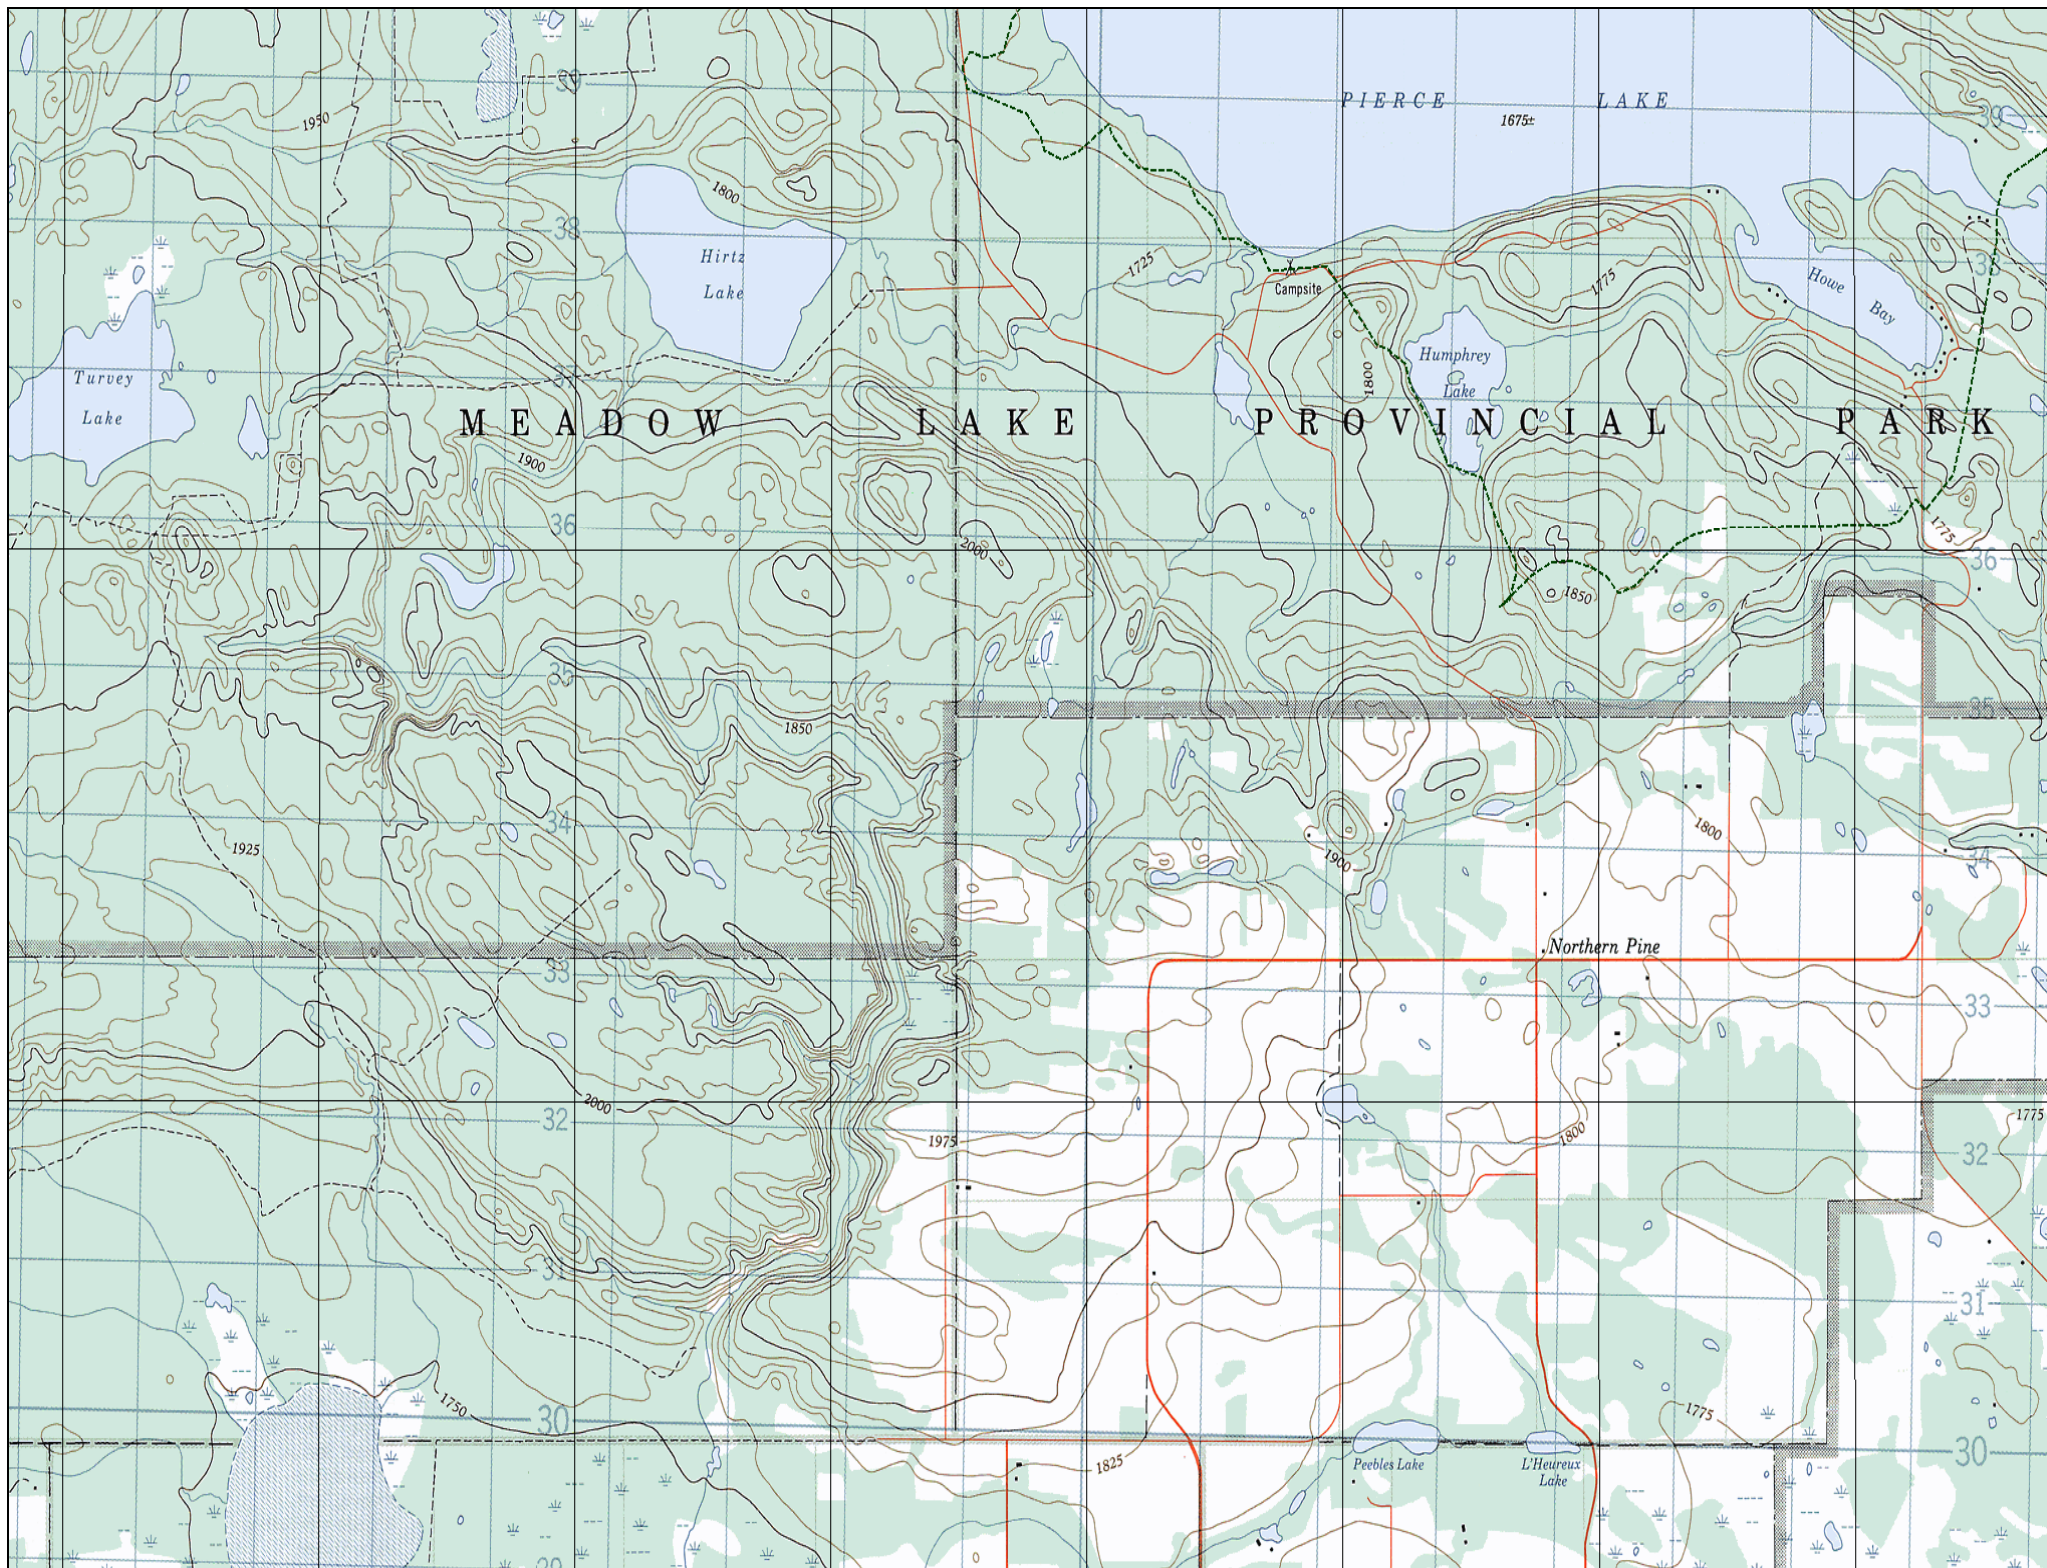 39
39
1950
PIERCE LAKE
1675±
1800
38
Hirtz
Lake
1725
38
Campsite
1775
Howe
Bay
Turvey
Lake
37
Humphrey
Lake
1800
MEADOW LAKE PROVINCIAL PARK
1900
36
2000
1775
36
1850
35
35
1850
34
1800
1925
1900
34
Northern Pine
33
33
2000
32
1975
1800
1775
32
31
31
1750
30
1775
30
1825
Peebles Lake
L'Heureux
Lake